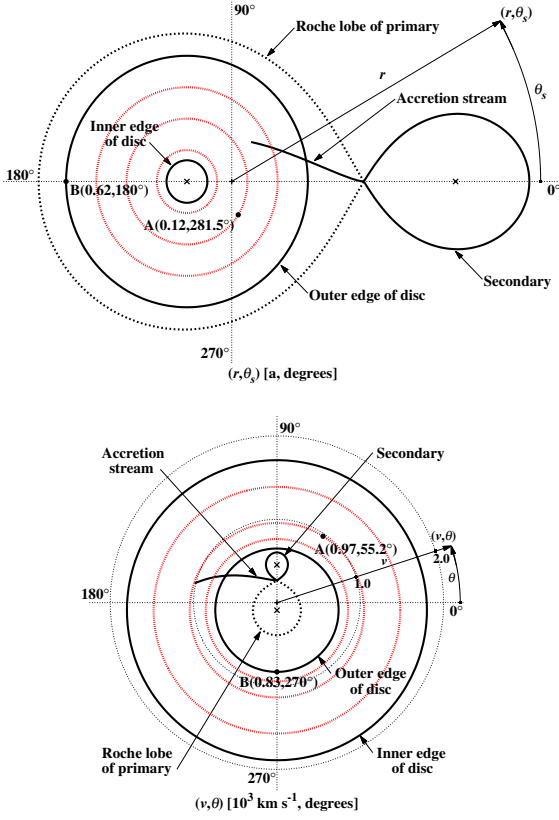 90°
(r,θs)
Roche lobe of primary
r
θs
Accretion stream
Inner edge
of disc
180°
0°
B(0.62,180°)
A(0.12,281.5°)
Secondary
Outer edge of disc
270°
(r,θs) [a, degrees]
90°
Accretion
stream
Secondary
(v,θ)
A(0.97,55.2°)
2.0
v
θ
1.0
180°
0°
B(0.83,270°)
Outer edge
of disc
Roche lobe
of primary
Inner edge
of disc
270°
(v,θ) [10³ km s⁻¹, degrees]